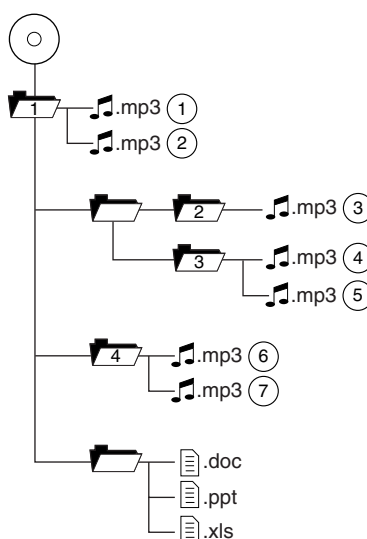 1 .mp3 1
.mp3 2
2 .mp3 3
3 .mp3 4
.mp3 5
4 .mp3 6
.mp3 7
.doc
.ppt
.xls